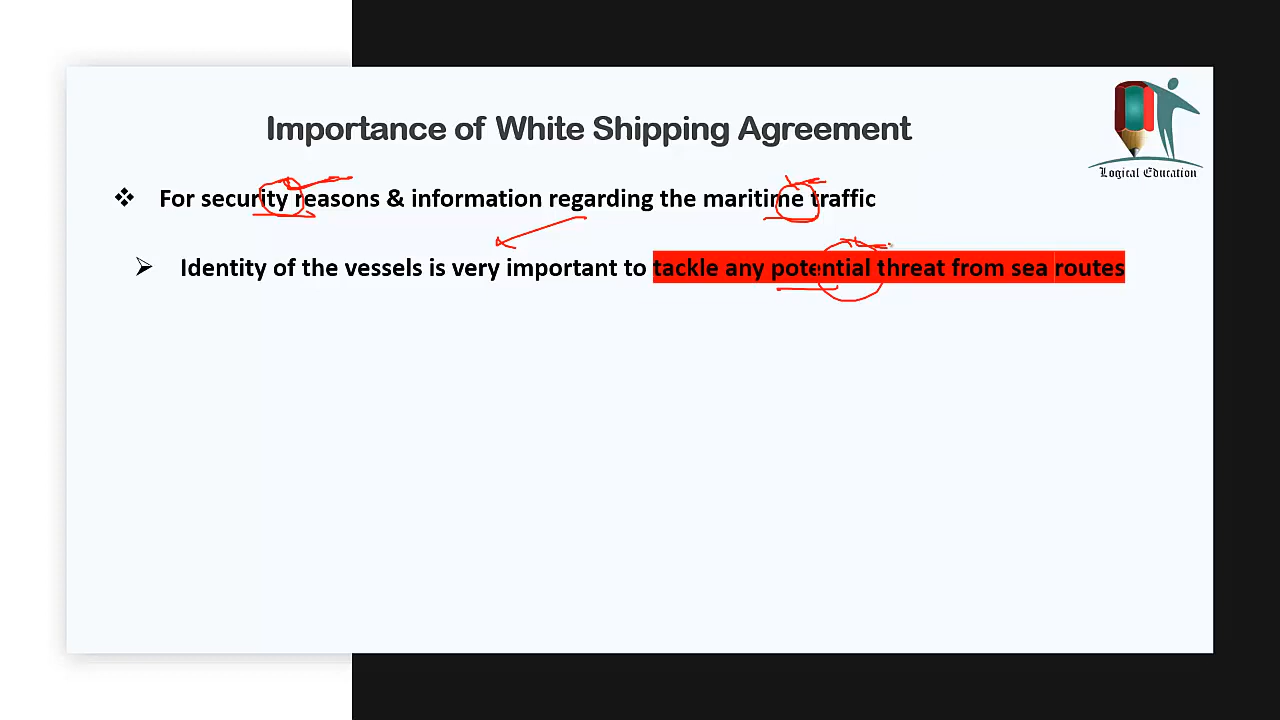 Importance of White Shipping Agreement
Logical Education
❖ For security reasons & information regarding the maritime traffic
➢ Identity of the vessels is very important to tackle any potential threat from sea routes